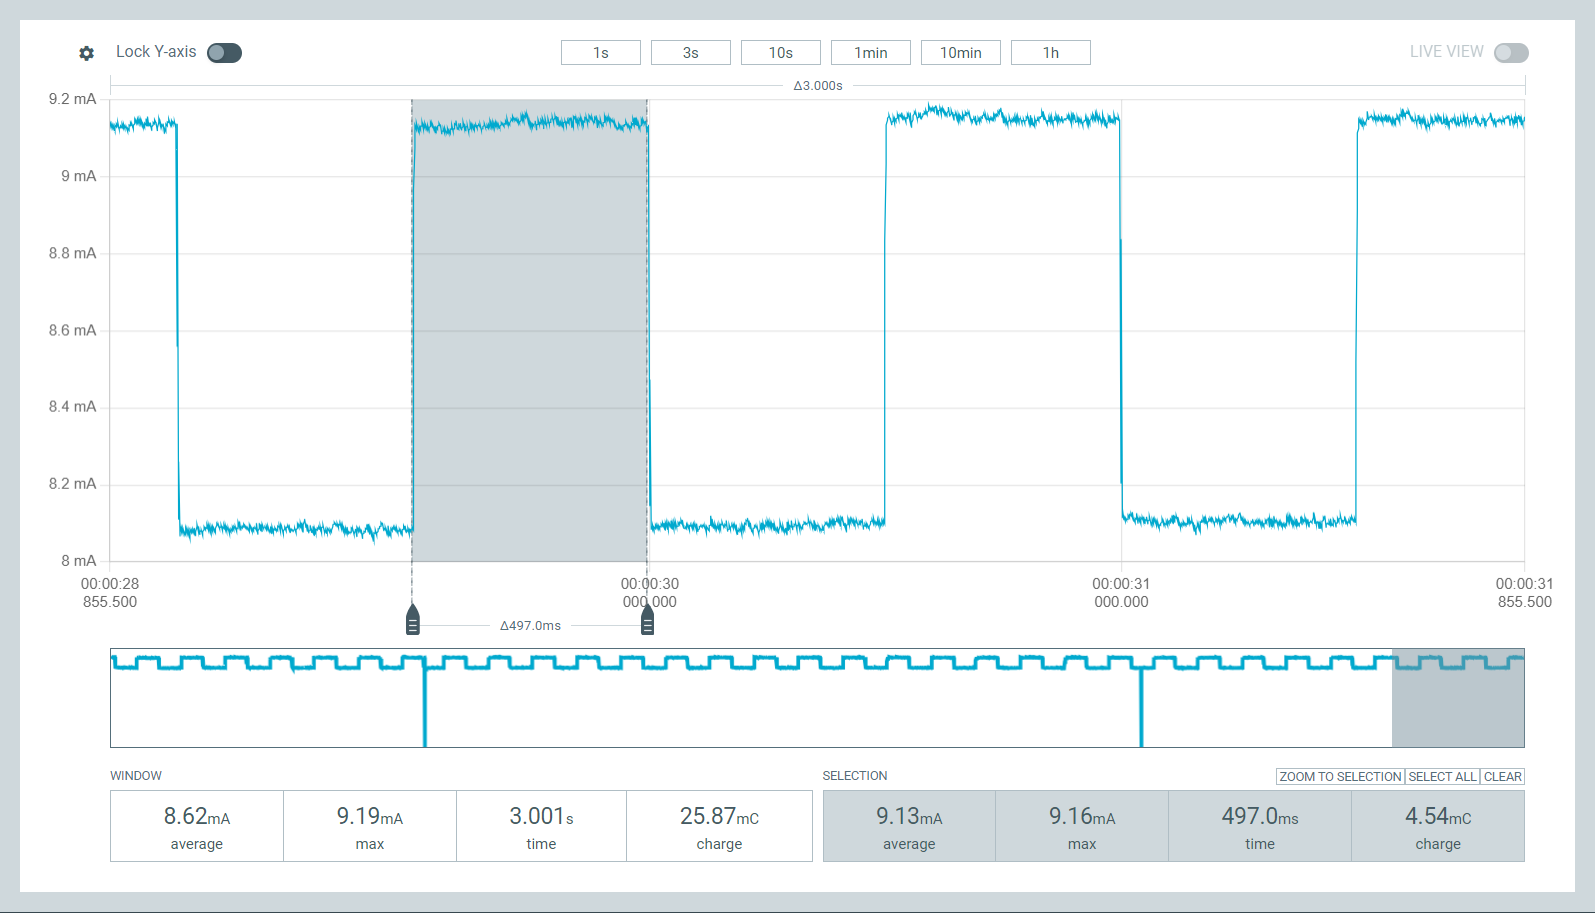 Lock Y-axis
1s
3s
10s
1min
10min
1h
LIVE VIEW
Δ3.000s
9.2 mA
9 mA
8.8 mA
8.6 mA
8.4 mA
8.2 mA
8 mA
00:00:28
855.500
00:00:30
000.000
00:00:31
000.000
00:00:31
855.500
Δ497.0ms
WINDOW
8.62mA
average
9.19mA
max
3.001s
time
25.87mC
charge
SELECTION
ZOOM TO SELECTION
SELECT ALL
CLEAR
9.13mA
average
9.16mA
max
497.0ms
time
4.54mC
charge